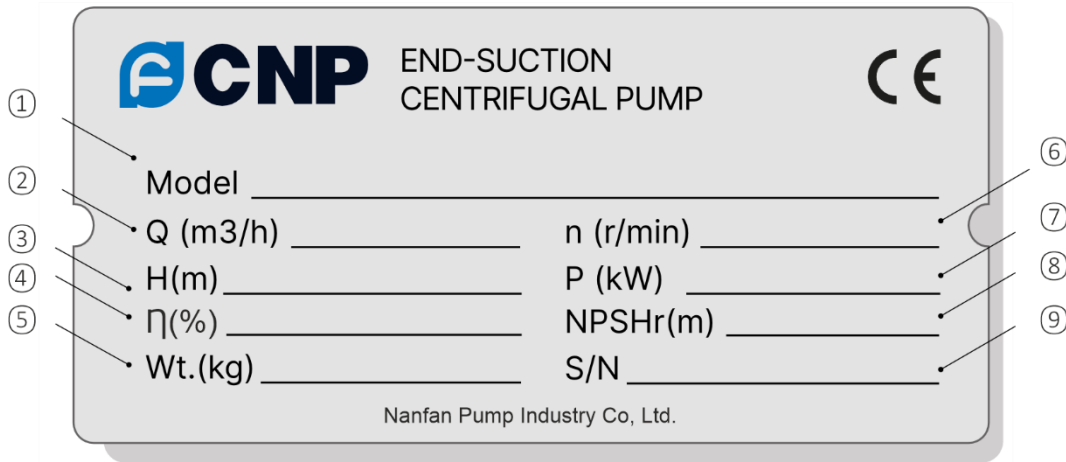 CNP
END-SUCTION
CENTRIFUGAL PUMP
CE
① Model
② Q (m3/h) n (r/min) ⑥
③ H(m) P (kW) ⑦
④ Ƞ(%) NPSHr(m) ⑧
⑤ Wt.(kg) S/N ⑨
Nanfan Pump Industry Co, Ltd.